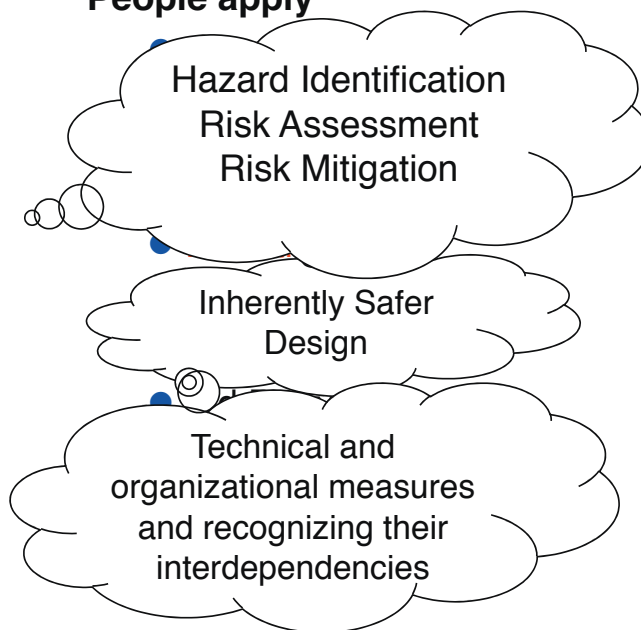 People apply
Hazard Identification
Risk Assessment
Risk Mitigation
Inherently Safer
Design
Technical and
organizational measures
and recognizing their
interdependencies